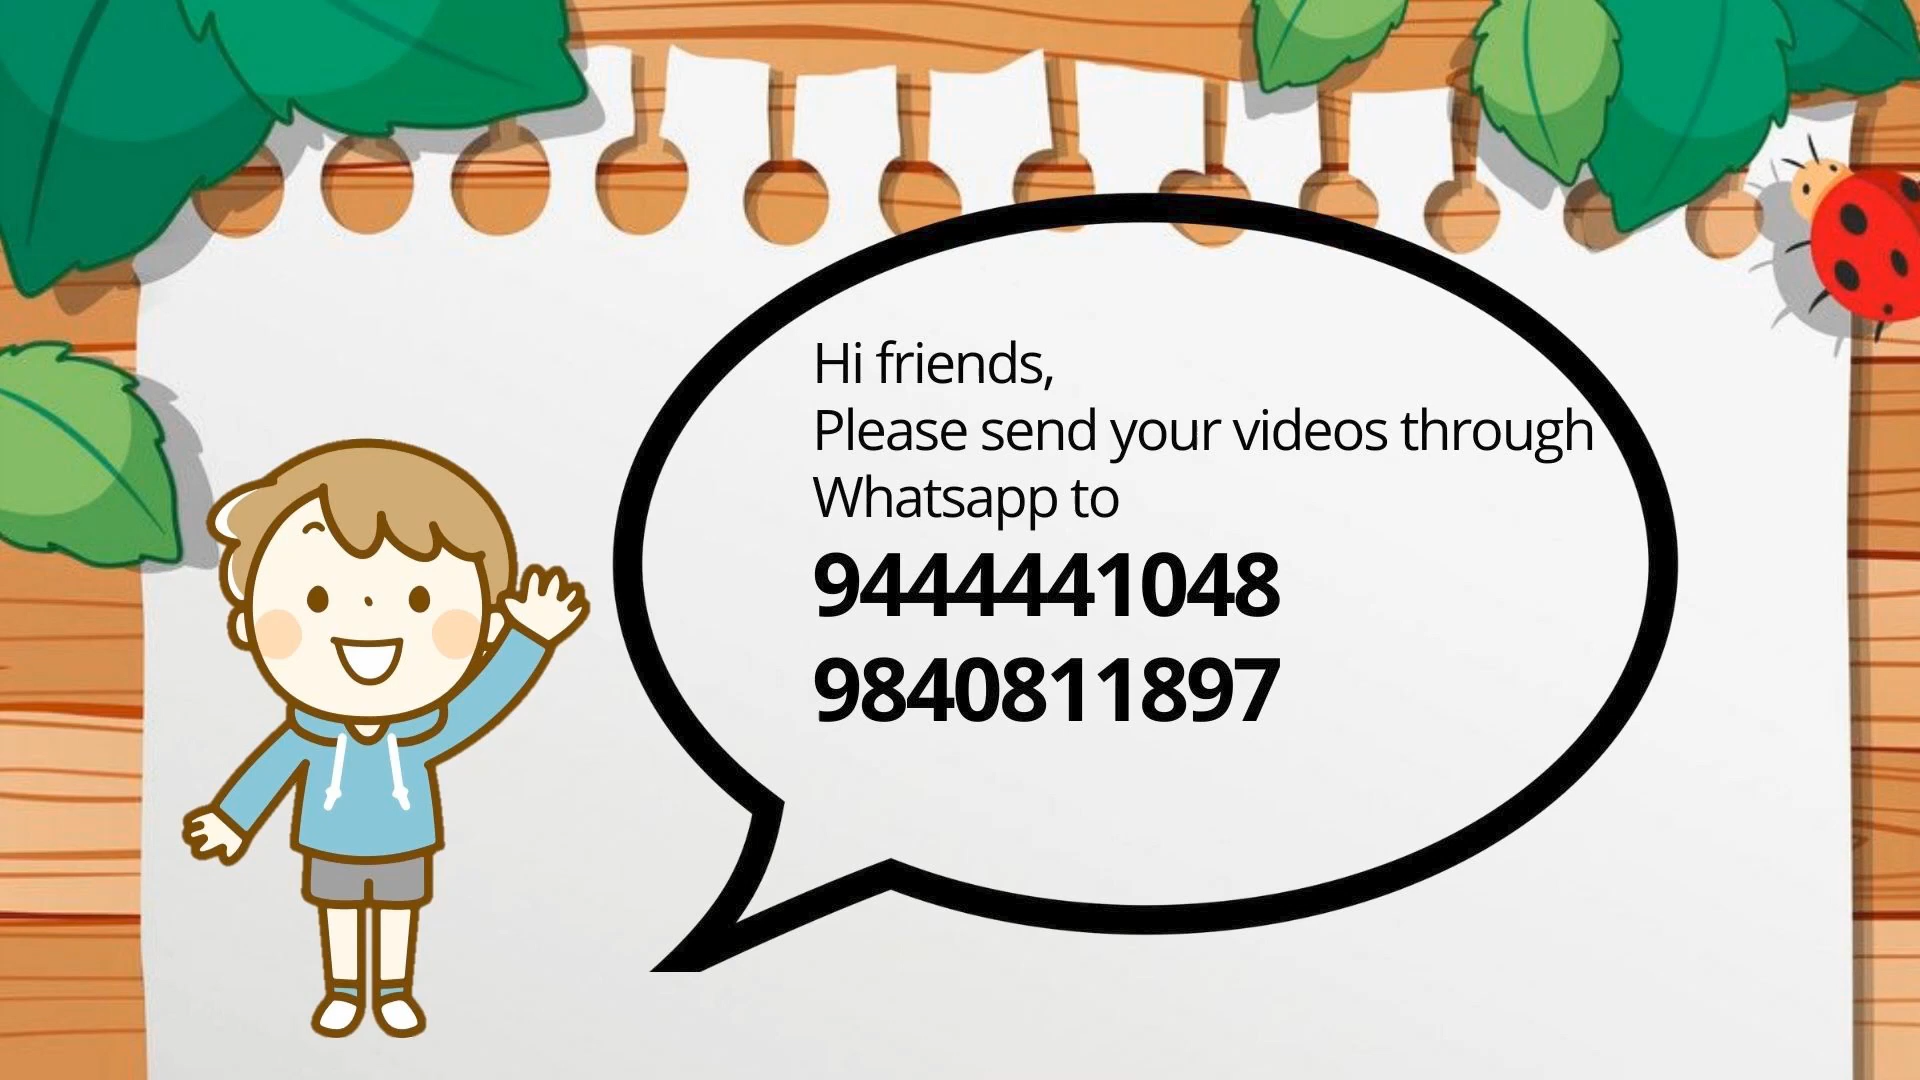 Hi friends,
Please send your videos through
Whatsapp to
9444441048
9840811897